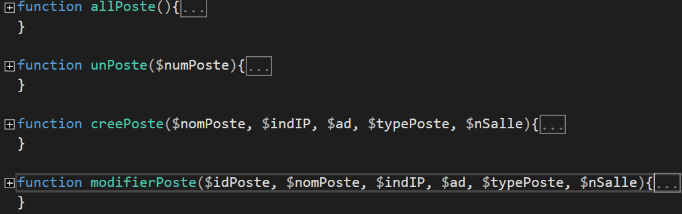 function allPoste(){...
}
function unPoste($numPoste){...
}
function creePoste($nomPoste, $indIP, $ad, $typePoste, $nSalle){...
}
function modifierPoste($idPoste, $nomPoste, $indIP, $ad, $typePoste, $nSalle){...
}